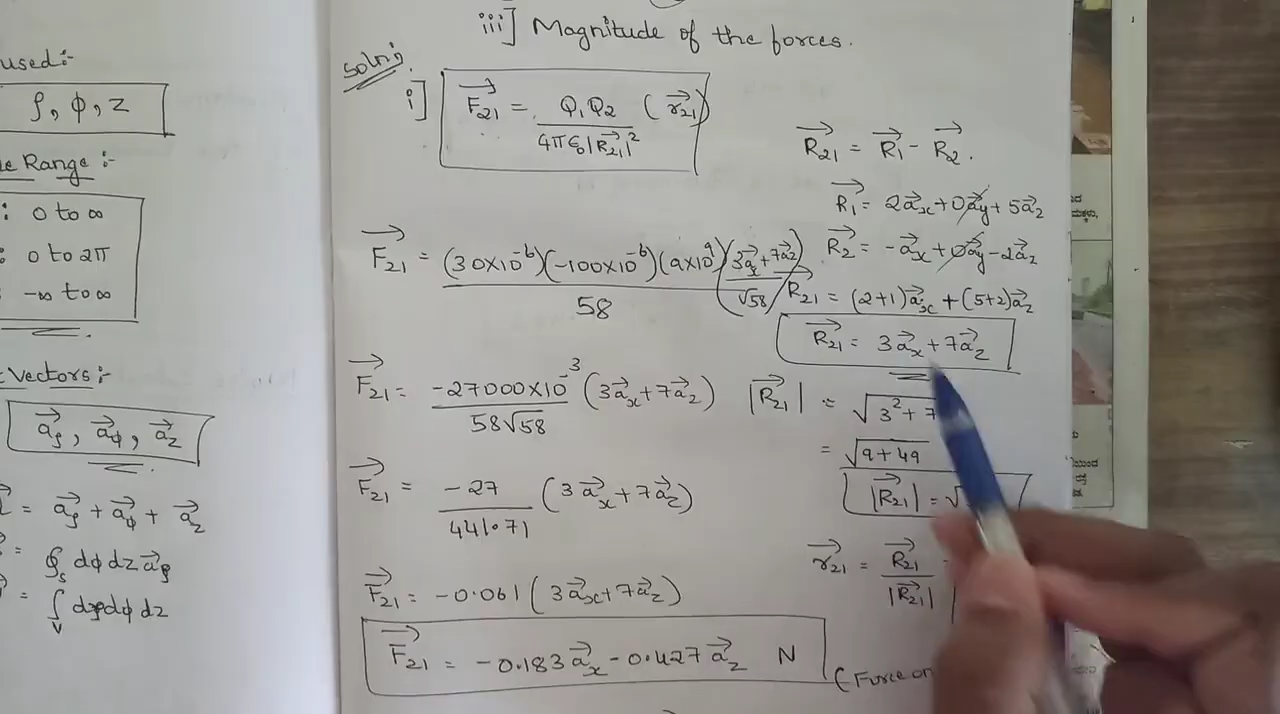 used:-
ρ, φ, z
Range :-
: 0 to ∞
: 0 to 2π
: -∞ to ∞
Vectors :-
a⃗ρ, a⃗φ, a⃗z
= a⃗ρ + a⃗φ + a⃗z
= ∮s dφ dz a⃗ρ
= ∫v dρ dφ dz
iii] Magnitude of the forces.
Soln:
i] F⃗21 = Q1Q2 / 4πε0|R⃗21|² (r⃗21)
F⃗21 = (30×10⁻⁶)(-100×10⁻⁶)(9×10⁹) / 58 (3a⃗x+7a⃗z / √58)
F⃗21 = -27000×10⁻³ / 58√58 (3a⃗x+7a⃗z)
F⃗21 = -27 / 441.71 (3a⃗x+7a⃗z)
F⃗21 = -0.061 (3a⃗x+7a⃗z)
F⃗21 = -0.183a⃗x - 0.427a⃗z N
R⃗21 = R⃗1 - R⃗2.
R⃗1 = 2a⃗x+0a⃗y+5a⃗z
R⃗2 = -a⃗x+0a⃗y-2a⃗z
R⃗21 = (2+1)a⃗x+(5+2)a⃗z
R⃗21 = 3a⃗x+7a⃗z
|R⃗21| = √3²+7
= √9+49
|R⃗21| = √
r⃗21 = R⃗21 / |R⃗21|
(Force on